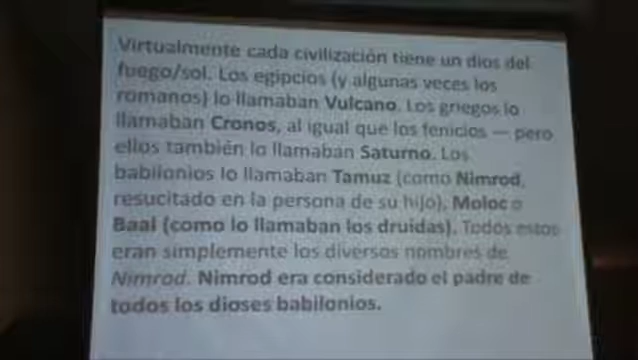 Virtualmente cada civilización tiene un dios del
fuego/sol. Los egipcios (y algunas veces los
romanos) lo llamaban Vulcano. Los griegos lo
llamaban Cronos, al igual que los fenicios — pero
ellos también lo llamaban Saturno. Los
babilonios lo llamaban Tamuz (como Nimrod,
resucitado en la persona de su hijo), Moloc o
Baal (como lo llamaban los druidas). Todos estos
eran simplemente los diversos nombres de
Nimrod. Nimrod era considerado el padre de
todos los dioses babilonios.